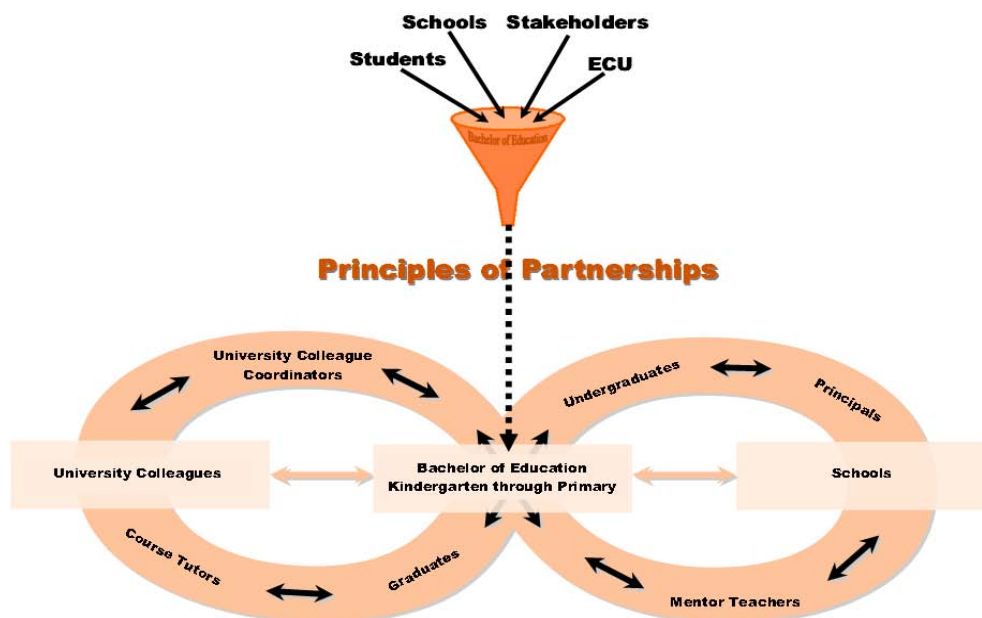 Schools
Stakeholders
Students
ECU
Bachelor of Education
Principles of Partnerships
University Colleague
Coordinators
Undergraduates
Principals
University Colleagues
Bachelor of Education
Kindergarten through Primary
Schools
Course Tutors
Graduates
Mentor Teachers